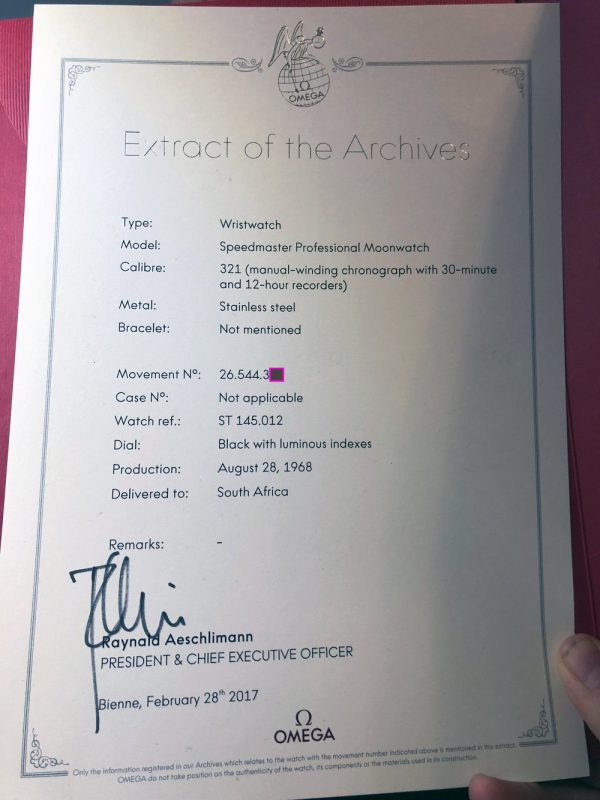 Ω
OMEGA
Extract of the Archives
Type: Wristwatch
Model: Speedmaster Professional Moonwatch
Calibre: 321 (manual-winding chronograph with 30-minute
and 12-hour recorders)
Metal: Stainless steel
Bracelet: Not mentioned
Movement Nº: 26.544.3
Case Nº: Not applicable
Watch ref.: ST 145.012
Dial: Black with luminous indexes
Production: August 28, 1968
Delivered to: South Africa
Remarks: -
Raynald Aeschlimann
PRESIDENT & CHIEF EXECUTIVE OFFICER
Bienne, February 28th 2017
Ω
OMEGA
Only the information registered in our Archives which relates to the watch with the movement number indicated above is mentioned in this extract.
OMEGA do not take position on the authenticity of the watch, its components or the materials used in its construction.